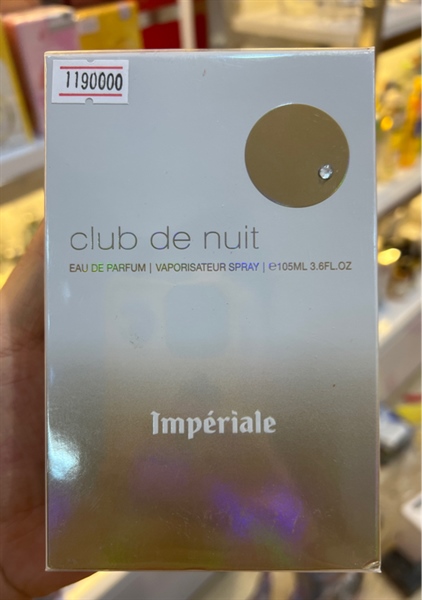 1190000
club de nuit
EAU DE PARFUM | VAPORISATEUR SPRAY | ℮105ML 3.6FL.OZ
Impériale